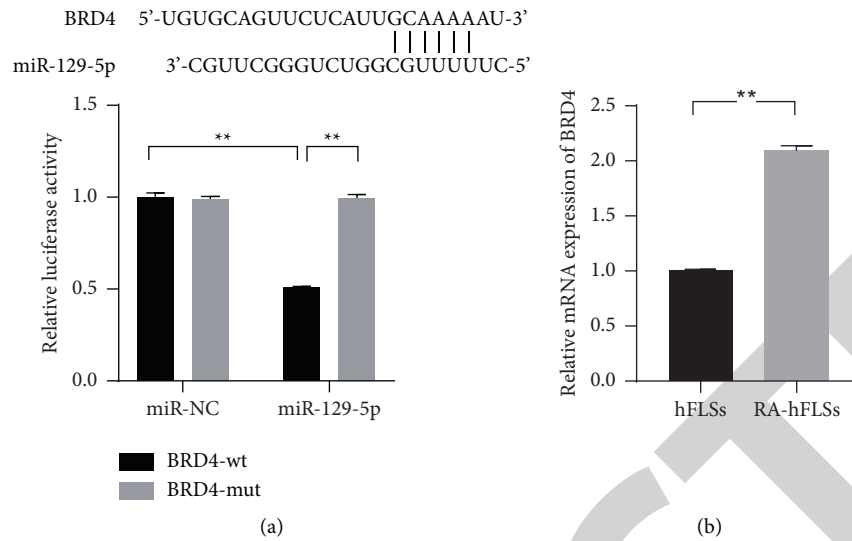 BRD4 5’-UGUGCAGUUCUCAUUGCAAAAAU-3’
miR-129-5p 3’-CGUUCGGGUCUGGCGUUUUUC-5’
Relative luciferase activity
1.5
1.0
0.5
0.0
** **
miR-NC miR-129-5p
BRD4-wt
BRD4-mut
(a)
Relative mRNA expression of BRD4
2.5
2.0
1.5
1.0
0.5
0.0
**
hFLSs RA-hFLSs
(b)